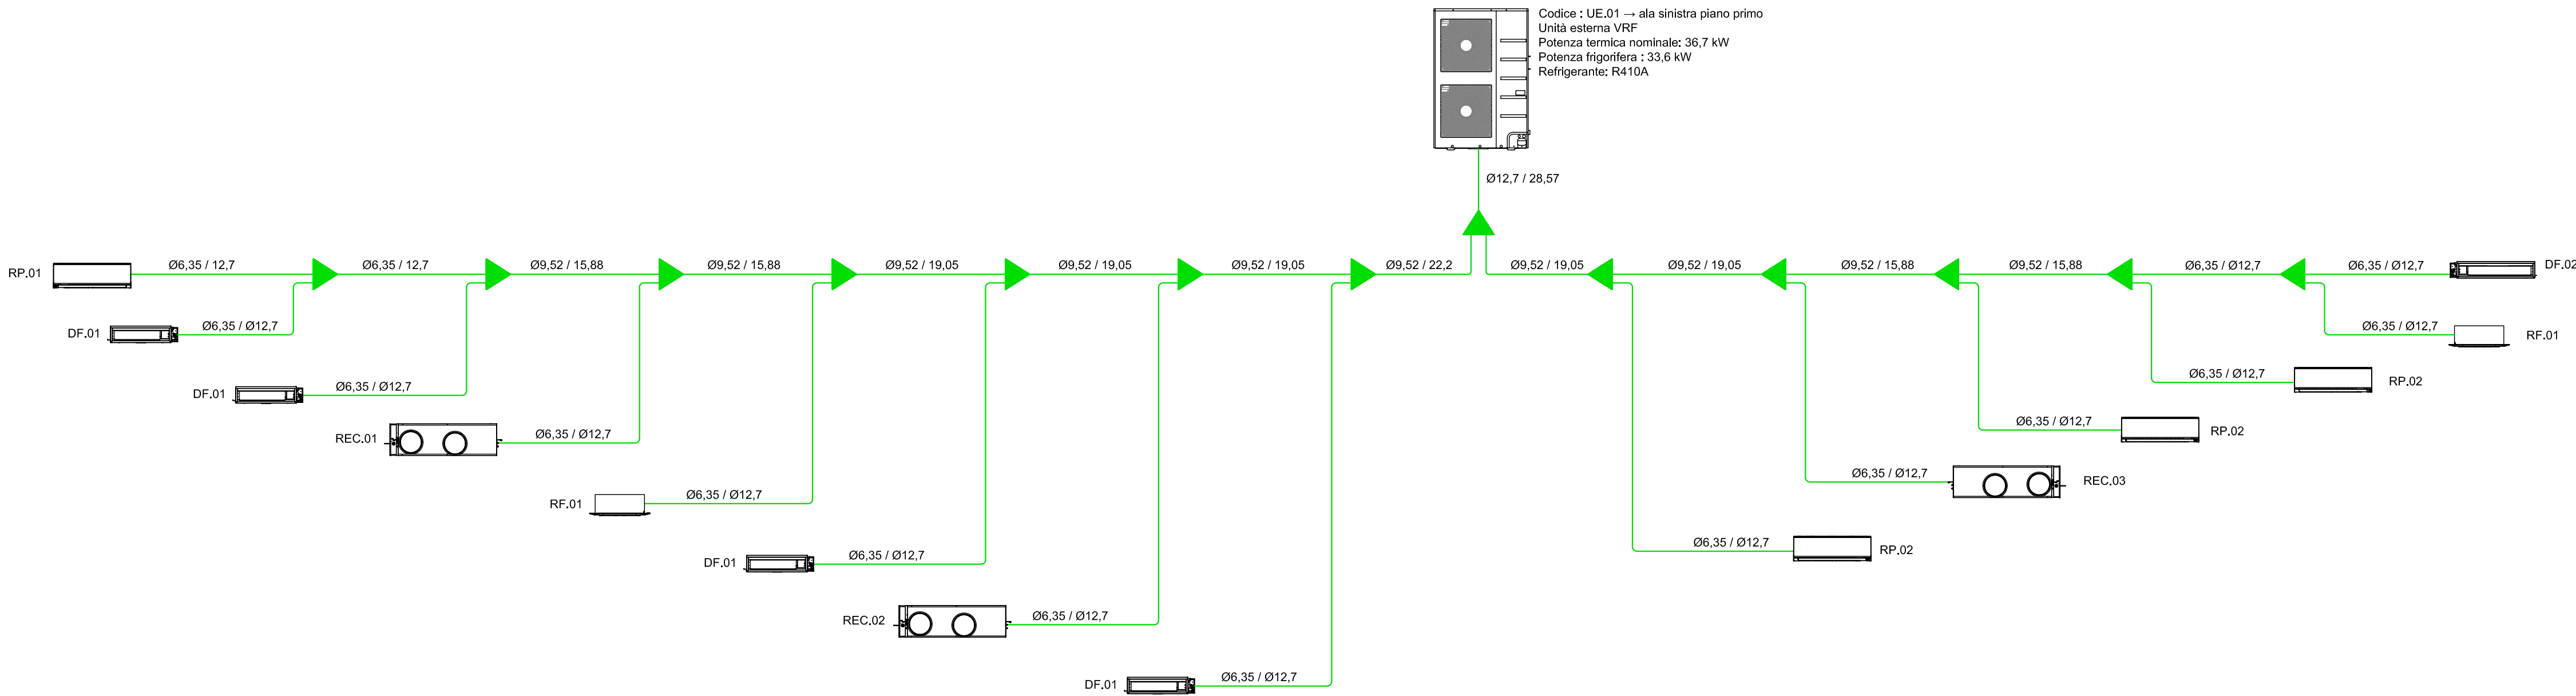 Codice : UE.01 → ala sinistra piano primo
Unità esterna VRF
Potenza termica nominale: 36,7 kW
Potenza frigorifera : 33,6 kW
Refrigerante: R410A
Ø12,7 / 28,57
RP.01
Ø6,35 / 12,7
Ø6,35 / 12,7
Ø9,52 / 15,88
Ø9,52 / 15,88
Ø9,52 / 19,05
Ø9,52 / 19,05
Ø9,52 / 19,05
Ø9,52 / 22,2
Ø9,52 / 19,05
Ø9,52 / 19,05
Ø9,52 / 15,88
Ø9,52 / 15,88
Ø6,35 / Ø12,7
Ø6,35 / Ø12,7
DF.02
DF.01
Ø6,35 / Ø12,7
Ø6,35 / Ø12,7
RF.01
DF.01
Ø6,35 / Ø12,7
Ø6,35 / Ø12,7
RP.02
REC.01
Ø6,35 / Ø12,7
Ø6,35 / Ø12,7
RP.02
RF.01
Ø6,35 / Ø12,7
Ø6,35 / Ø12,7
REC.03
DF.01
Ø6,35 / Ø12,7
Ø6,35 / Ø12,7
RP.02
REC.02
Ø6,35 / Ø12,7
DF.01
Ø6,35 / Ø12,7